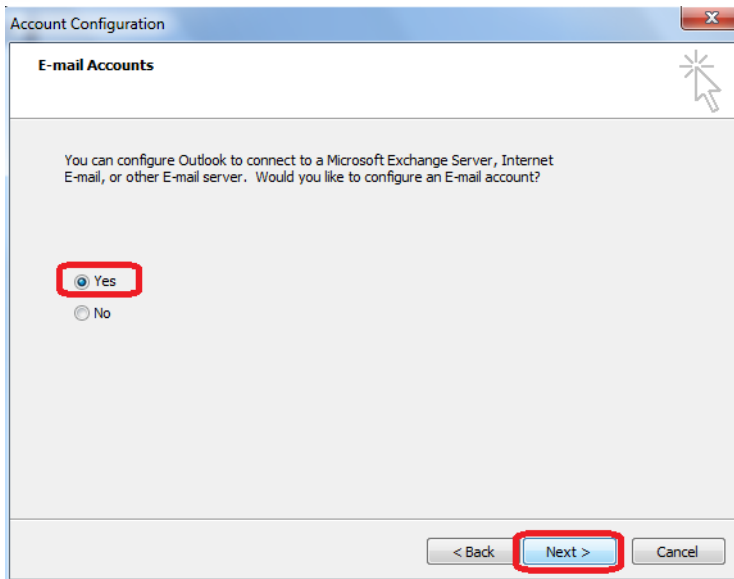 Account Configuration
E-mail Accounts
You can configure Outlook to connect to a Microsoft Exchange Server, Internet
E-mail, or other E-mail server.  Would you like to configure an E-mail account?
Yes
No
< Back
Next >
Cancel